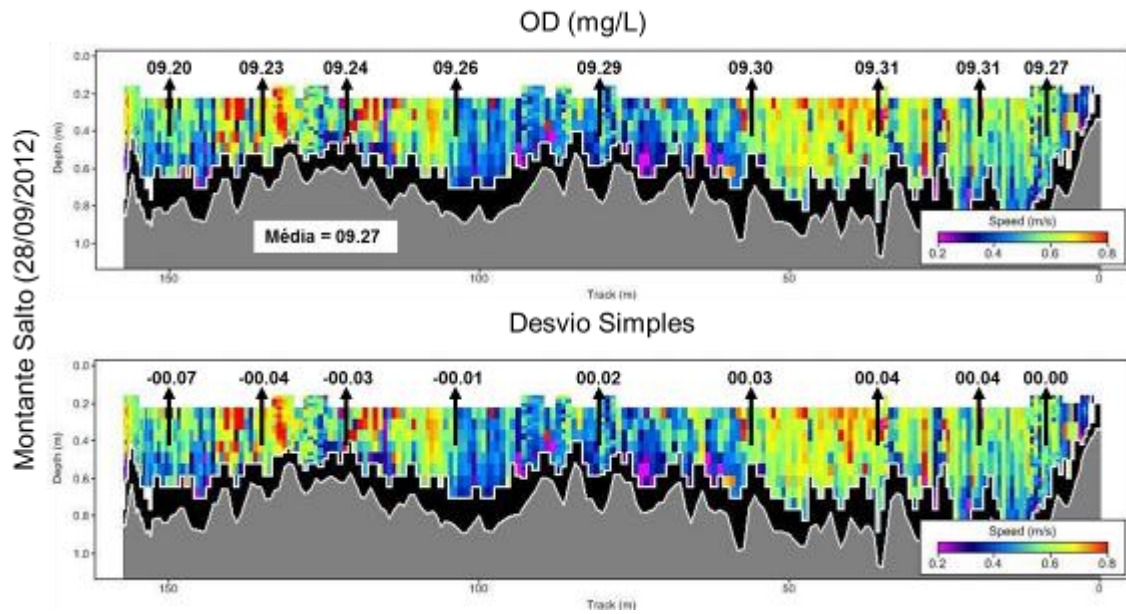 OD (mg/L)
Montante Salto (28/09/2012)
0.0
0.2
0.4
0.6
0.8
1.0
Depth (m)
09.20 09.23 09.24 09.26 09.29 09.30 09.31 09.31 09.27
Média = 09.27
Speed (m/s)
0.2 0.4 0.6 0.8
150 100 50 0
Track (m)
Desvio Simples
0.0
0.2
0.4
0.6
0.8
1.0
Depth (m)
-00.07 -00.04 -00.03 -00.01 00.02 00.03 00.04 00.04 00.00
Speed (m/s)
0.2 0.4 0.6 0.8
150 100 50 0
Track (m)